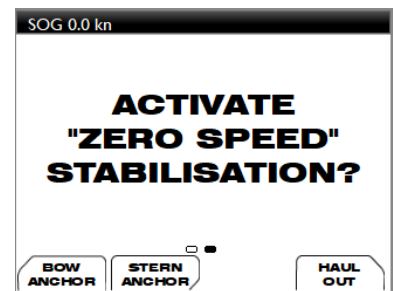 SOG 0.0 kn
ACTIVATE
"ZERO SPEED"
STABILISATION?
BOW
ANCHOR
STERN
ANCHOR
HAUL
OUT